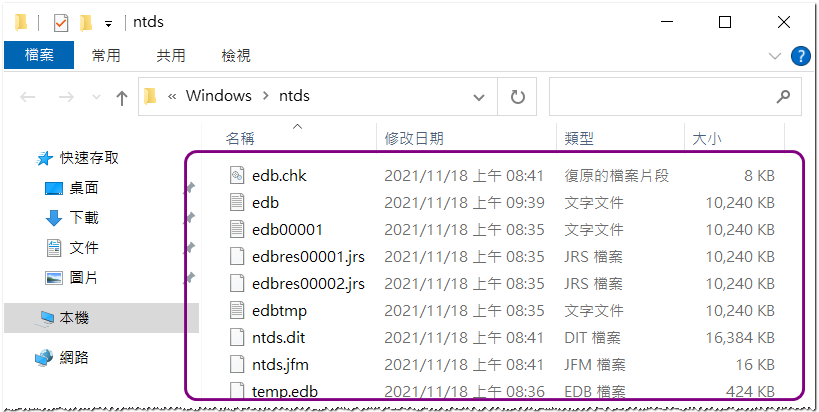 ntds
檔案 常用 共用 檢視
« Windows › ntds
名稱 修改日期 類型 大小
快速存取
桌面
下載
文件
圖片
本機
網路
edb.chk 2021/11/18 上午 08:41 復原的檔案片段 8 KB
edb 2021/11/18 上午 09:39 文字文件 10,240 KB
edb00001 2021/11/18 上午 08:35 文字文件 10,240 KB
edbres00001.jrs 2021/11/18 上午 08:35 JRS 檔案 10,240 KB
edbres00002.jrs 2021/11/18 上午 08:35 JRS 檔案 10,240 KB
edbtmp 2021/11/18 上午 08:35 文字文件 10,240 KB
ntds.dit 2021/11/18 上午 08:41 DIT 檔案 16,384 KB
ntds.jfm 2021/11/18 上午 08:41 JFM 檔案 16 KB
temp.edb 2021/11/18 上午 08:36 EDB 檔案 424 KB